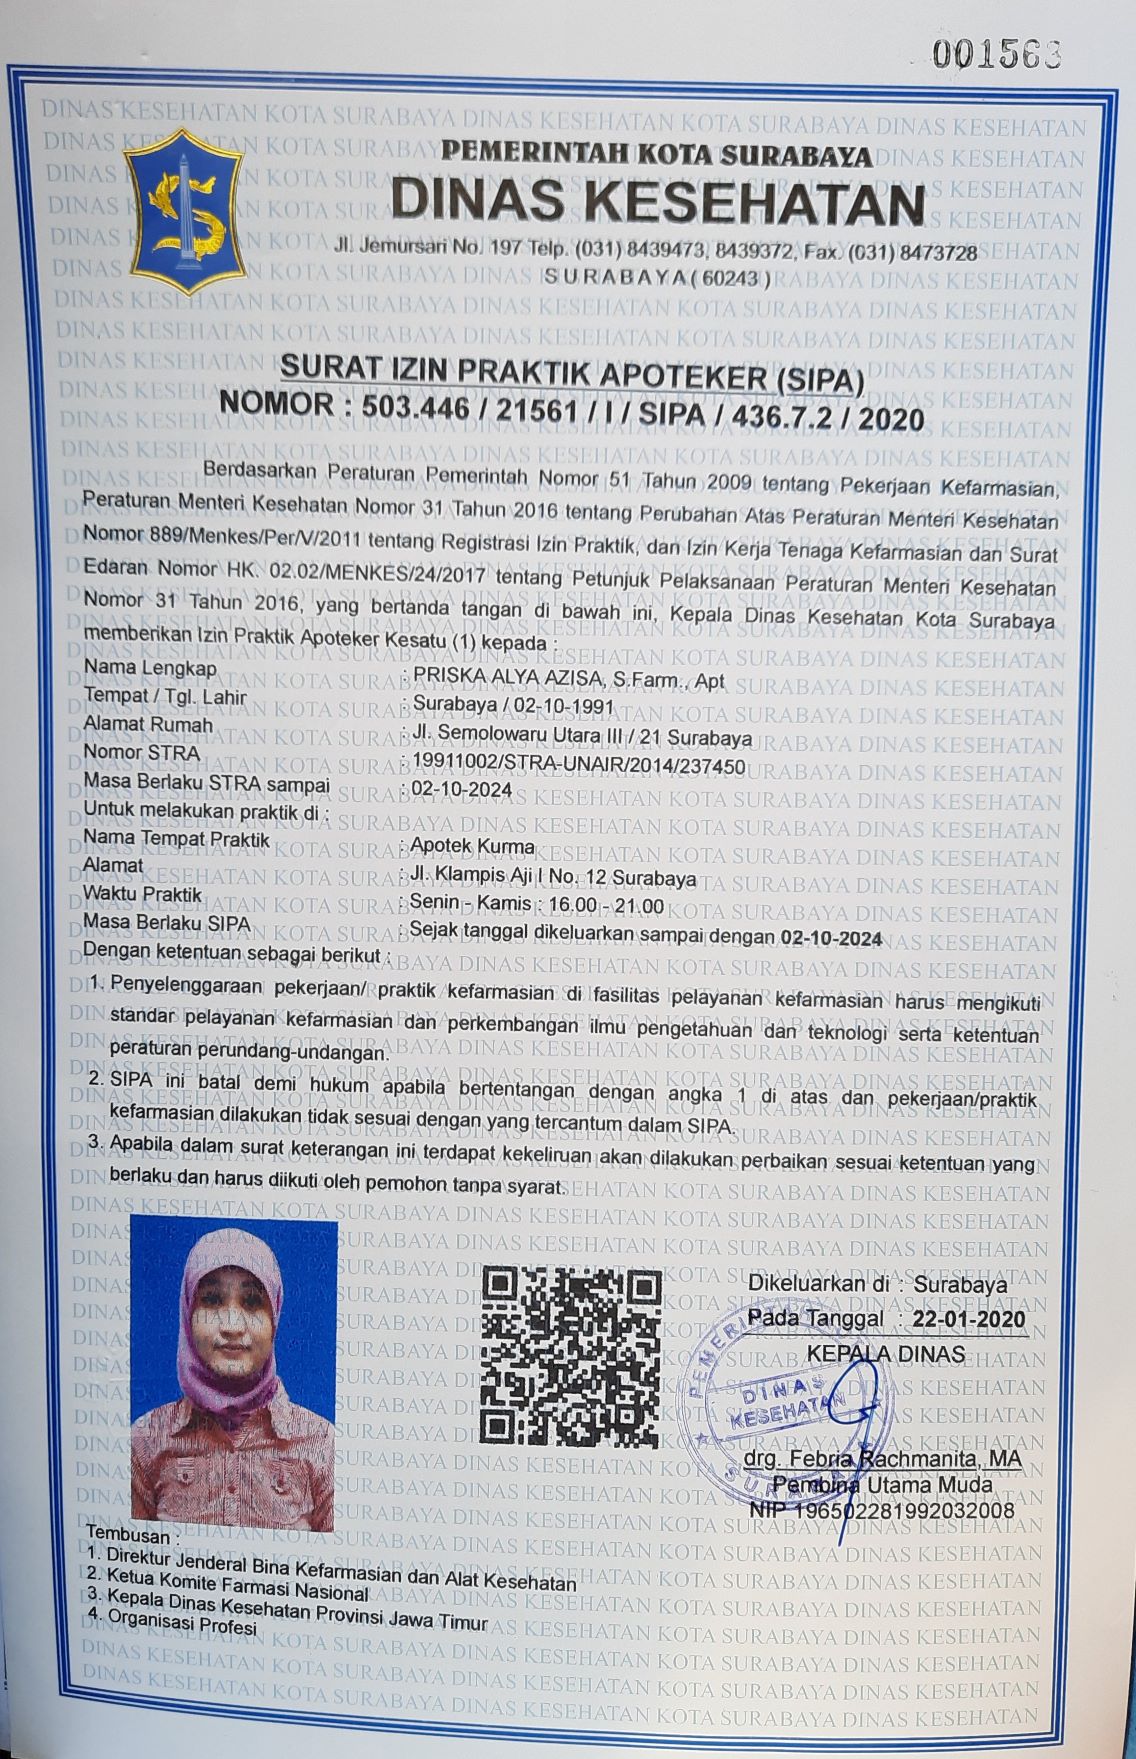 001563
PEMERINTAH KOTA SURABAYA
DINAS KESEHATAN
Jl. Jemursari No. 197 Telp. (031) 8439473, 8439372, Fax. (031) 8473728
SURABAYA ( 60243 )
SURAT IZIN PRAKTIK APOTEKER (SIPA)
NOMOR : 503.446 / 21561 / I / SIPA / 436.7.2 / 2020
Berdasarkan Peraturan Pemerintah Nomor 51 Tahun 2009 tentang Pekerjaan Kefarmasian,
Peraturan Menteri Kesehatan Nomor 31 Tahun 2016 tentang Perubahan Atas Peraturan Menteri Kesehatan
Nomor 889/Menkes/Per/V/2011 tentang Registrasi Izin Praktik, dan Izin Kerja Tenaga Kefarmasian dan Surat
Edaran Nomor HK. 02.02/MENKES/24/2017 tentang Petunjuk Pelaksanaan Peraturan Menteri Kesehatan
Nomor 31 Tahun 2016, yang bertanda tangan di bawah ini, Kepala Dinas Kesehatan Kota Surabaya
memberikan Izin Praktik Apoteker Kesatu (1) kepada :
Nama Lengkap : PRISKA ALYA AZISA, S.Farm., Apt
Tempat / Tgl. Lahir : Surabaya / 02-10-1991
Alamat Rumah : Jl. Semolowaru Utara III / 21 Surabaya
Nomor STRA : 19911002/STRA-UNAIR/2014/237450
Masa Berlaku STRA sampai : 02-10-2024
Untuk melakukan praktik di :
Nama Tempat Praktik : Apotek Kurma
Alamat : Jl. Klampis Aji I No. 12 Surabaya
Waktu Praktik : Senin - Kamis : 16.00 - 21.00
Masa Berlaku SIPA : Sejak tanggal dikeluarkan sampai dengan 02-10-2024
Dengan ketentuan sebagai berikut :
1. Penyelenggaraan pekerjaan/ praktik kefarmasian di fasilitas pelayanan kefarmasian harus mengikuti
standar pelayanan kefarmasian dan perkembangan ilmu pengetahuan dan teknologi serta ketentuan
peraturan perundang-undangan.
2. SIPA ini batal demi hukum apabila bertentangan dengan angka 1 di atas dan pekerjaan/praktik
kefarmasian dilakukan tidak sesuai dengan yang tercantum dalam SIPA.
3. Apabila dalam surat keterangan ini terdapat kekeliruan akan dilakukan perbaikan sesuai ketentuan yang
berlaku dan harus diikuti oleh pemohon tanpa syarat.
Dikeluarkan di : Surabaya
Pada Tanggal : 22-01-2020
KEPALA DINAS
PEMERINTAH
DINAS
KESEHATAN
SURABAYA
drg. Febria Rachmanita, MA
Pembina Utama Muda
NIP 196502281992032008
Tembusan :
1. Direktur Jenderal Bina Kefarmasian dan Alat Kesehatan
2. Ketua Komite Farmasi Nasional
3. Kepala Dinas Kesehatan Provinsi Jawa Timur
4. Organisasi Profesi